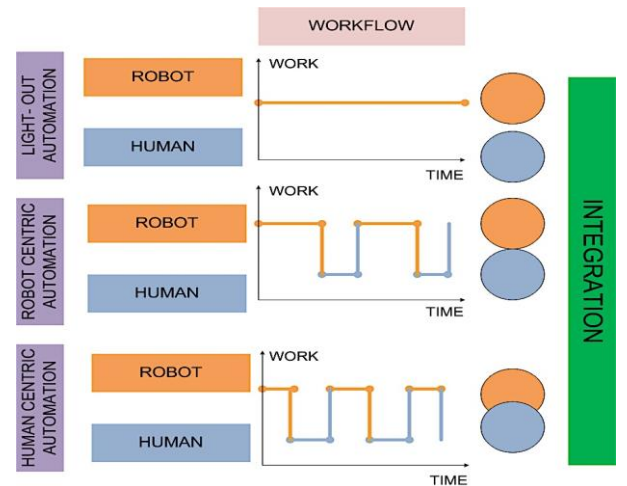 WORKFLOW
LIGHT- OUT
AUTOMATION
ROBOT
HUMAN
WORK
TIME
ROBOT CENTRIC
AUTOMATION
ROBOT
HUMAN
WORK
TIME
HUMAN CENTRIC
AUTOMATION
ROBOT
HUMAN
WORK
TIME
INTEGRATION